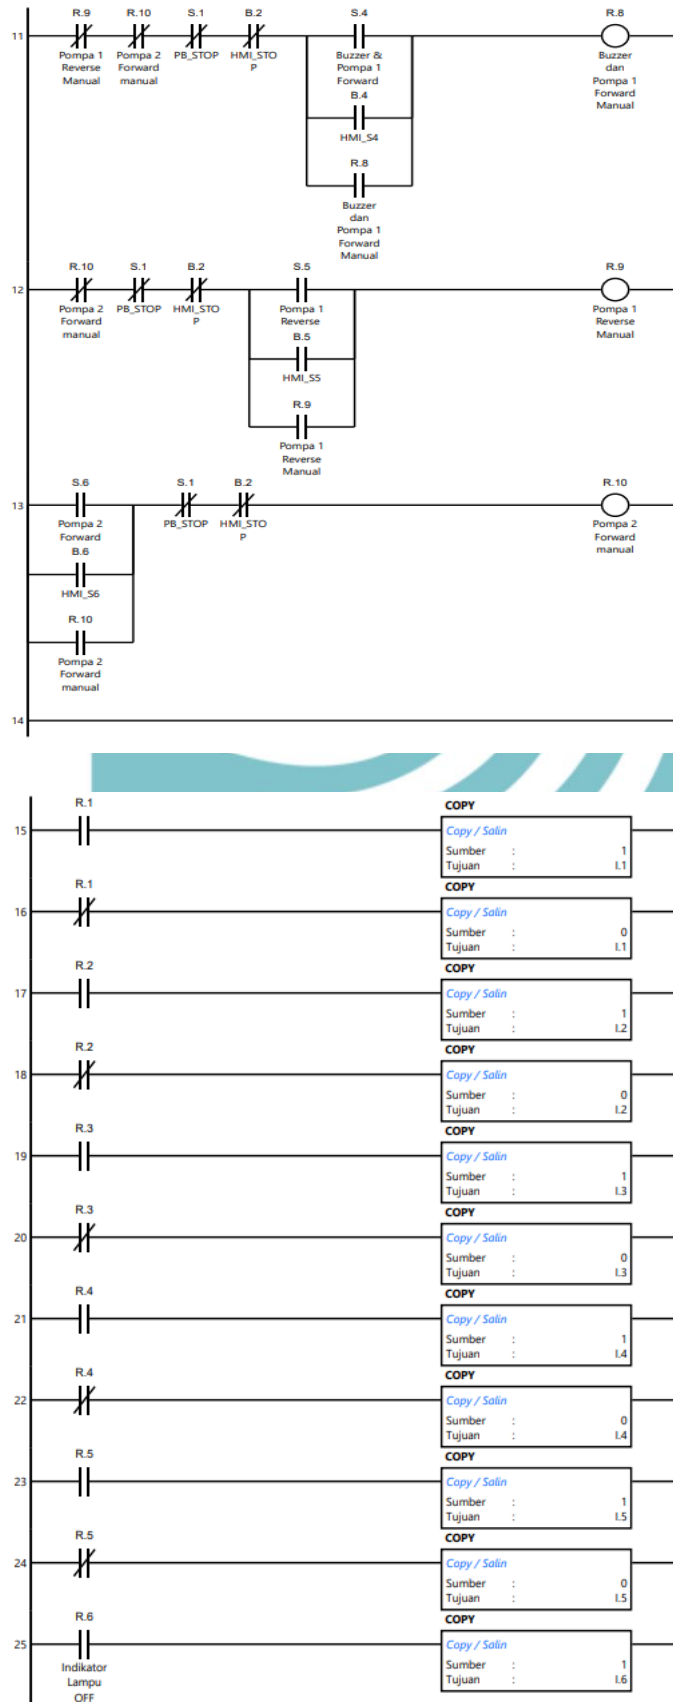 R.9 R.10 S.1 B.2 S.4 R.8
11
Pompa 1 Reverse Manual
Pompa 2 Forward manual
PB_STOP
HMI_STO P
Buzzer & Pompa 1 Forward
Buzzer dan Pompa 1 Forward Manual
B.4
HMI_S4
R.8
Buzzer dan Pompa 1 Forward Manual
R.10 S.1 B.2 S.5 R.9
12
Pompa 2 Forward manual
PB_STOP
HMI_STO P
Pompa 1 Reverse
Pompa 1 Reverse Manual
B.5
HMI_S5
R.9
Pompa 1 Reverse Manual
S.6 S.1 B.2 R.10
13
Pompa 2 Forward
PB_STOP
HMI_STO P
Pompa 2 Forward manual
B.6
HMI_S6
R.10
Pompa 2 Forward manual
14
R.1 COPY
15 Copy / Salin
Sumber : 1
Tujuan : I.1
R.1 COPY
16 Copy / Salin
Sumber : 0
Tujuan : I.1
R.2 COPY
17 Copy / Salin
Sumber : 1
Tujuan : I.2
R.2 COPY
18 Copy / Salin
Sumber : 0
Tujuan : I.2
R.3 COPY
19 Copy / Salin
Sumber : 1
Tujuan : I.3
R.3 COPY
20 Copy / Salin
Sumber : 0
Tujuan : I.3
R.4 COPY
21 Copy / Salin
Sumber : 1
Tujuan : I.4
R.4 COPY
22 Copy / Salin
Sumber : 0
Tujuan : I.4
R.5 COPY
23 Copy / Salin
Sumber : 1
Tujuan : I.5
R.5 COPY
24 Copy / Salin
Sumber : 0
Tujuan : I.5
R.6 COPY
25 Copy / Salin
Sumber : 1
Tujuan : I.6
Indikator
Lampu
OFF